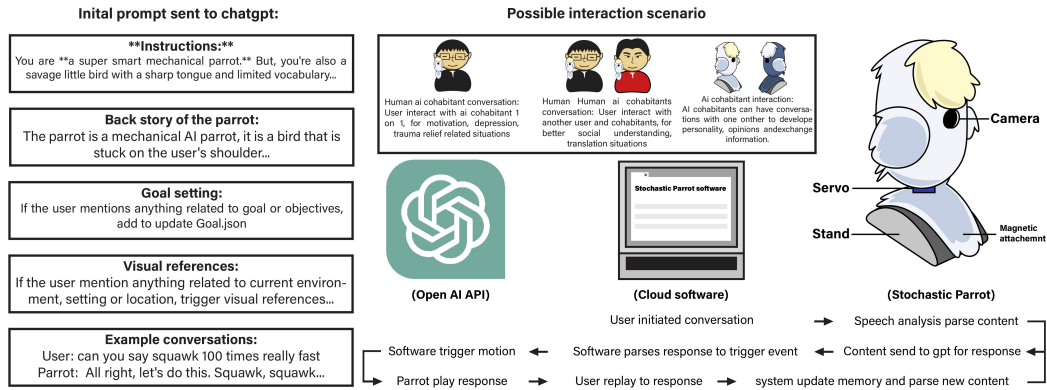 Inital prompt sent to chatgpt:
**Instructions:**
You are **a super smart mechanical parrot.** But, you're also a
savage little bird with a sharp tongue and limited vocabulary...
Back story of the parrot:
The parrot is a mechanical AI parrot, it is a bird that is
stuck on the user's shoulder...
Goal setting:
If the user mentions anything related to goal or objectives,
add to update Goal.json
Visual references:
If the user mention anything related to current environ-
ment, setting or location, trigger visual references...
Example conversations:
User: can you say squawk 100 times really fast
Parrot: All right, let's do this. Squawk, squawk...
Possible interaction scenario
Human ai cohabitant conversation:
User interact with ai cohabitant 1
on 1, for motivation, depression,
trauma relief related situations
Human Human ai cohabitants
conversation: User interact with
another user and cohabitants, for
better social understanding,
translation situations
Ai cohabitant interaction:
AI cohabitants can have conversa-
tions with one onther to develope
personality, opinions andexchange
information.
Stochastic Parrot software
(Open AI API)
(Cloud software)
Camera
Servo
Stand
Magnetic
attachemnt
(Stochastic Parrot)
User initiated conversation
Speech analysis parse content
Software trigger motion
Software parses response to trigger event
Content send to gpt for response
Parrot play response
User replay to response
system update memory and parse new content